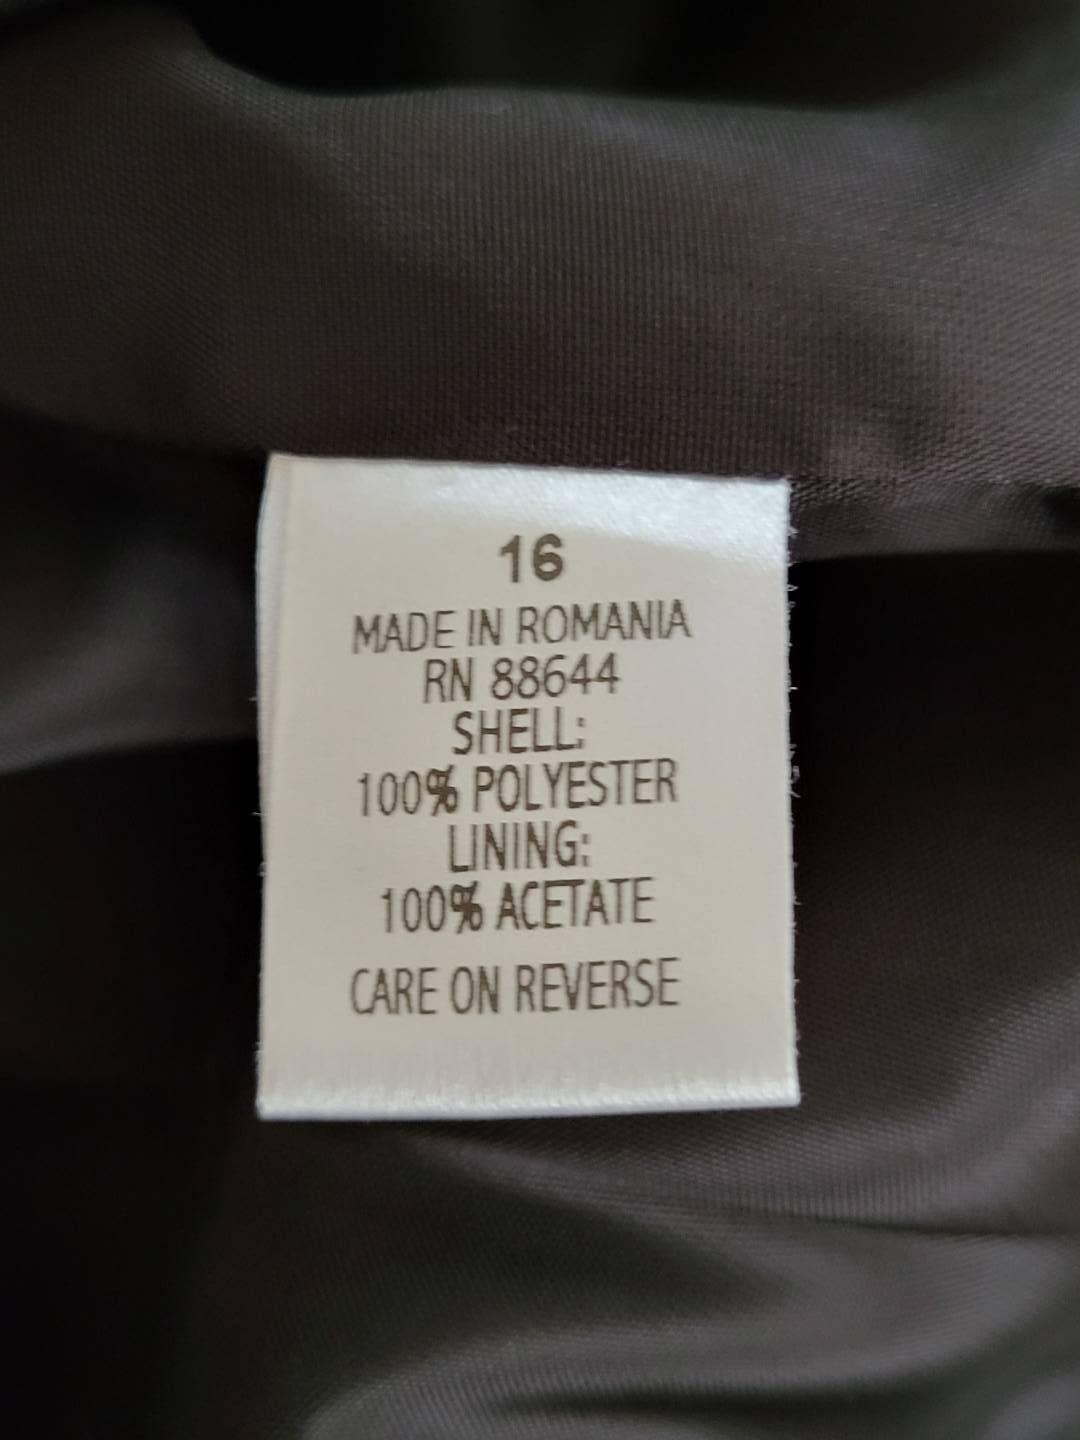 16
MADE IN ROMANIA
RN 88644
SHELL:
100% POLYESTER
LINING:
100% ACETATE
CARE ON REVERSE